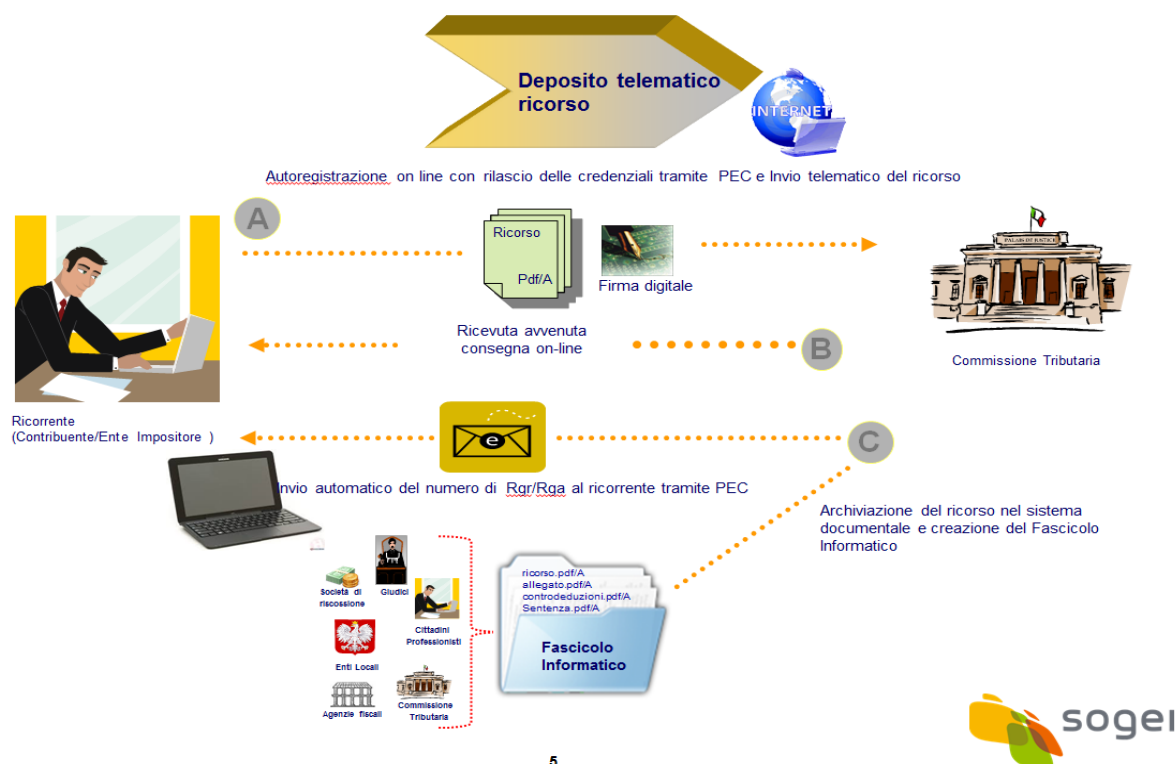 Deposito telematico
ricorso
INTERNET
Autoregistrazione on line con rilascio delle credenziali tramite PEC e Invio telematico del ricorso
A
Ricorso
Pdf/A
Firma digitale
PALAIS DE JUSTICE
Commissione Tributaria
Ricevuta avvenuta
consegna on-line
B
Ricorrente
(Contribuente/Ente Impositore )
e
C
Invio automatico del numero di Rgr/Rga al ricorrente tramite PEC
Archiviazione del ricorso nel sistema
documentale e creazione del Fascicolo
Informatico
Società di
riscossione
Giudici
Cittadini
Professionisti
Enti Locali
Agenzie fiscali
Commissione
Tributaria
ricorso.pdf/A
allegato.pdf/A
controdeduzioni.pdf/A
Sentenza.pdf/A
Fascicolo
Informatico
sogei
5